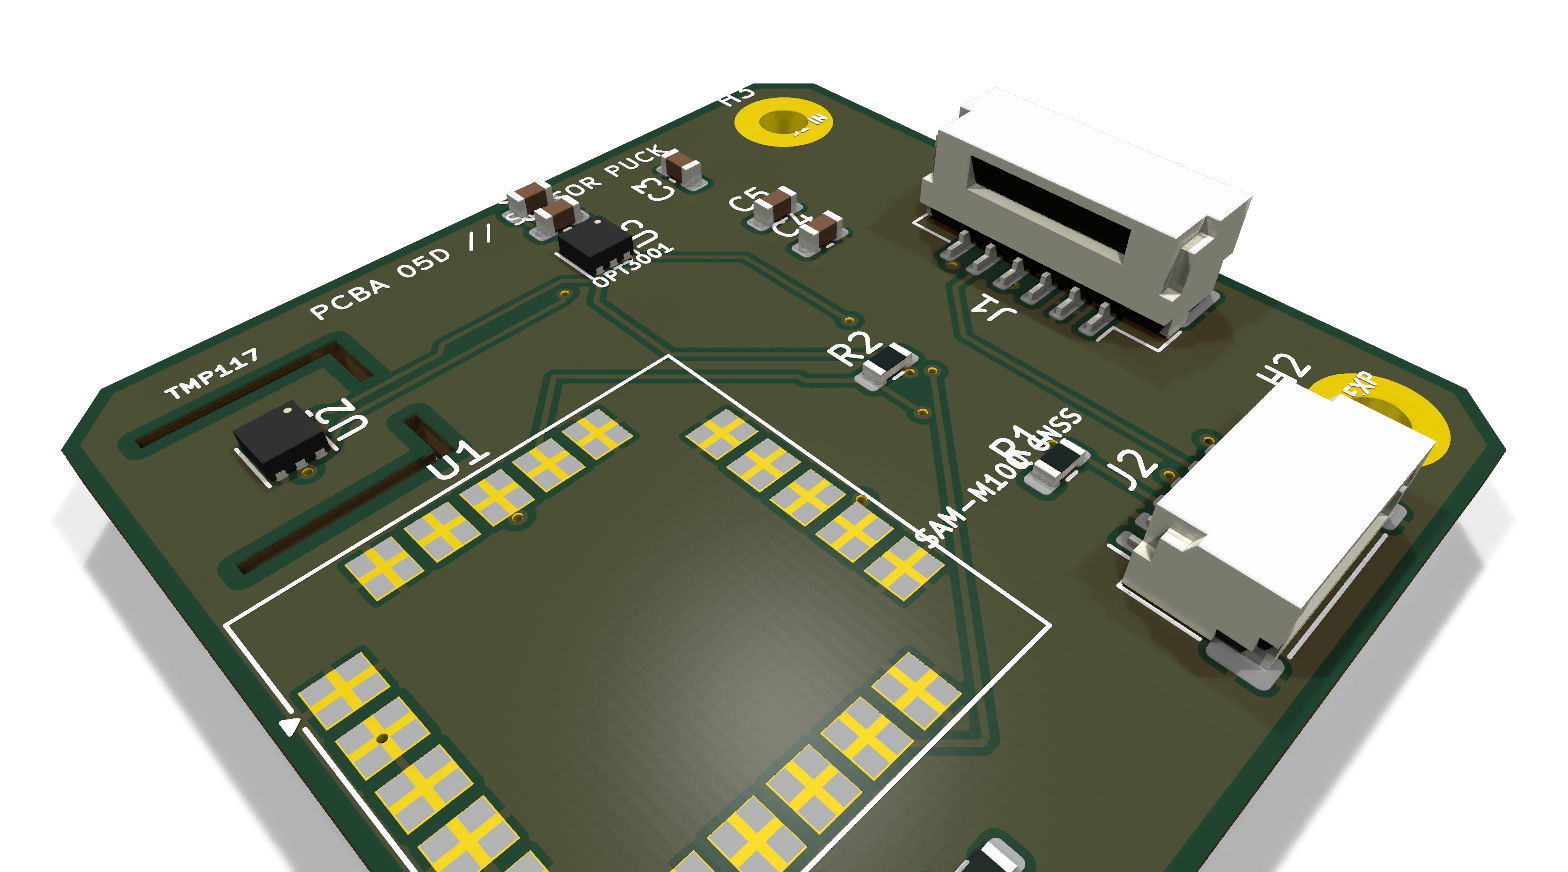 H3
IN
PCBA 05D // SENSOR PUCK
C3
C5
C4
OPT3001
J1
TMP117
U2
U1
R2
H2
EXP
R1
SAM-M10Q GNSS
J2